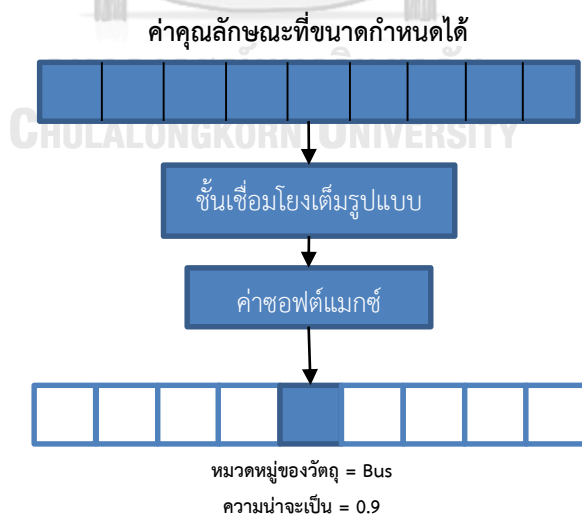 ค่าคุณลักษณะที่ขนาดกำหนดได้
CHULALONGKORN UNIVERSITY
ชั้นเชื่อมโยงเต็มรูปแบบ
ค่าซอฟต์แมกซ์
หมวดหมู่ของวัตถุ = Bus
ความน่าจะเป็น = 0.9